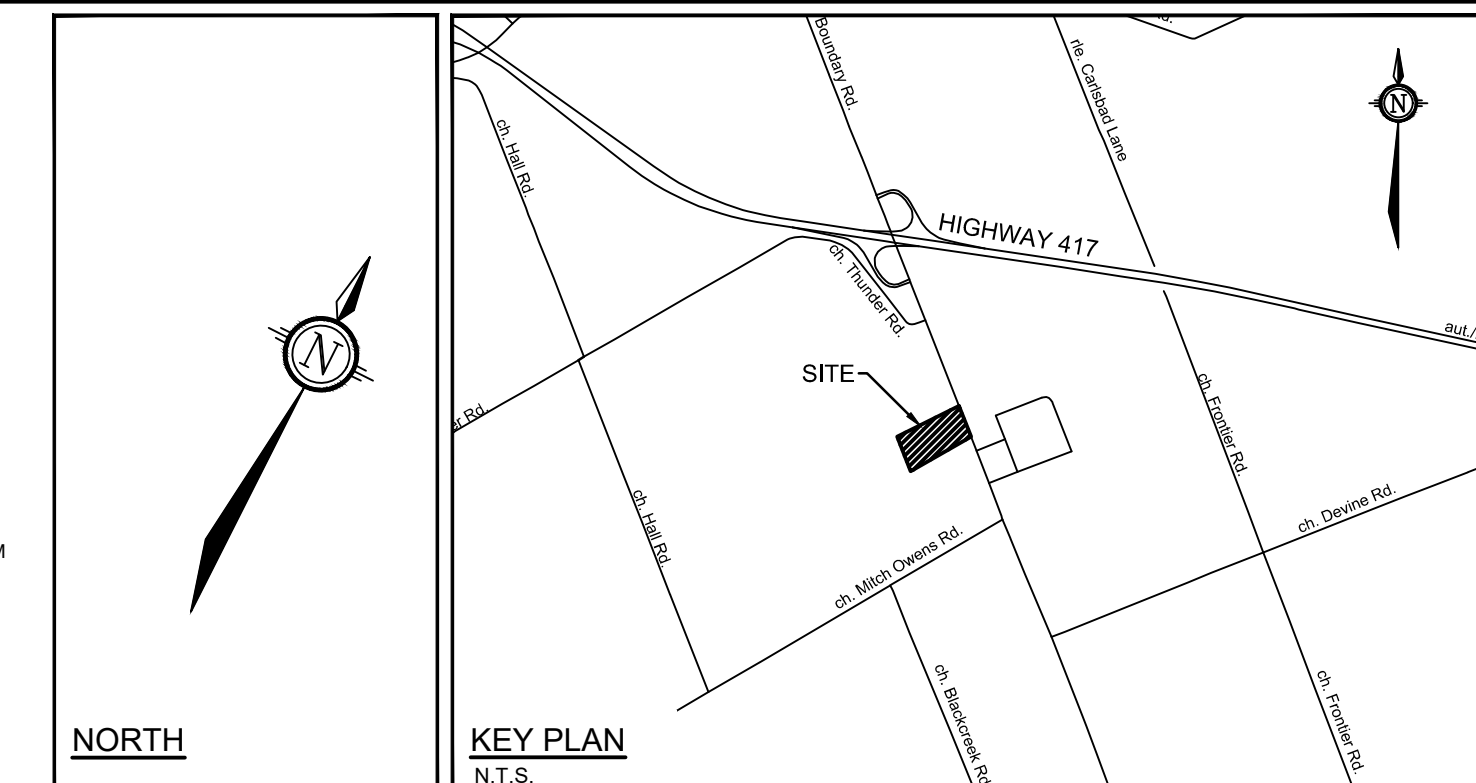 Boundary Rd.
rle. Carlsbad Lane
N
ch. Hall Rd.
HIGHWAY 417
ch. Thunder Rd.
aut./
N
SITE
er Rd.
ch. Frontier Rd.
ch. Hall Rd.
ch. Devine Rd.
M
ch. Mitch Owens Rd.
ch. Blackcreek Rd
ch. Frontier Rd.
NORTH
KEY PLAN
N.T.S.